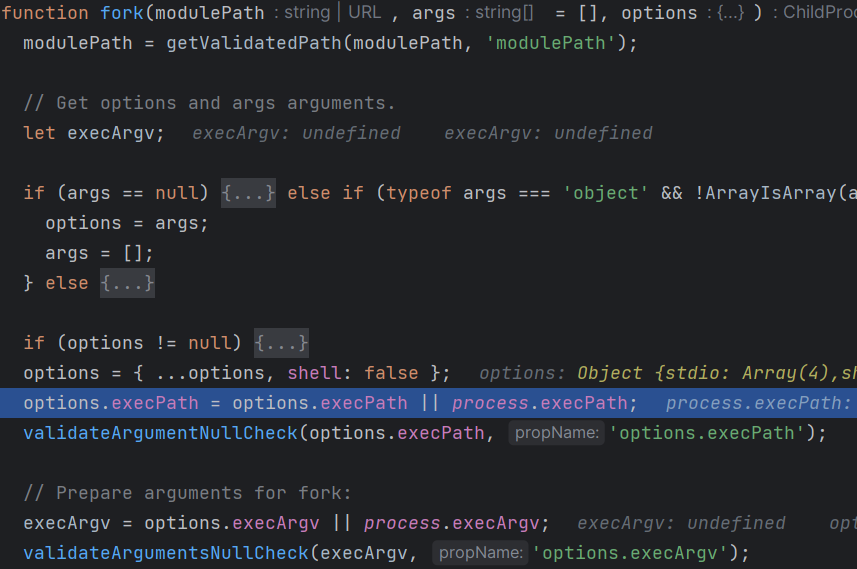 function fork(modulePath : string | URL , args : string[] = [], options : {...} ) : ChildProc
modulePath = getValidatedPath(modulePath, 'modulePath');
// Get options and args arguments.
let execArgv; execArgv: undefined execArgv: undefined
if (args == null) {...} else if (typeof args === 'object' && !ArrayIsArray(a
options = args;
args = [];
} else {...}
if (options != null) {...}
options = { ...options, shell: false }; options: Object {stdio: Array(4),sh
options.execPath = options.execPath || process.execPath; process.execPath:
validateArgumentNullCheck(options.execPath, propName: 'options.execPath');
// Prepare arguments for fork:
execArgv = options.execArgv || process.execArgv; execArgv: undefined opt
validateArgumentsNullCheck(execArgv, propName: 'options.execArgv');